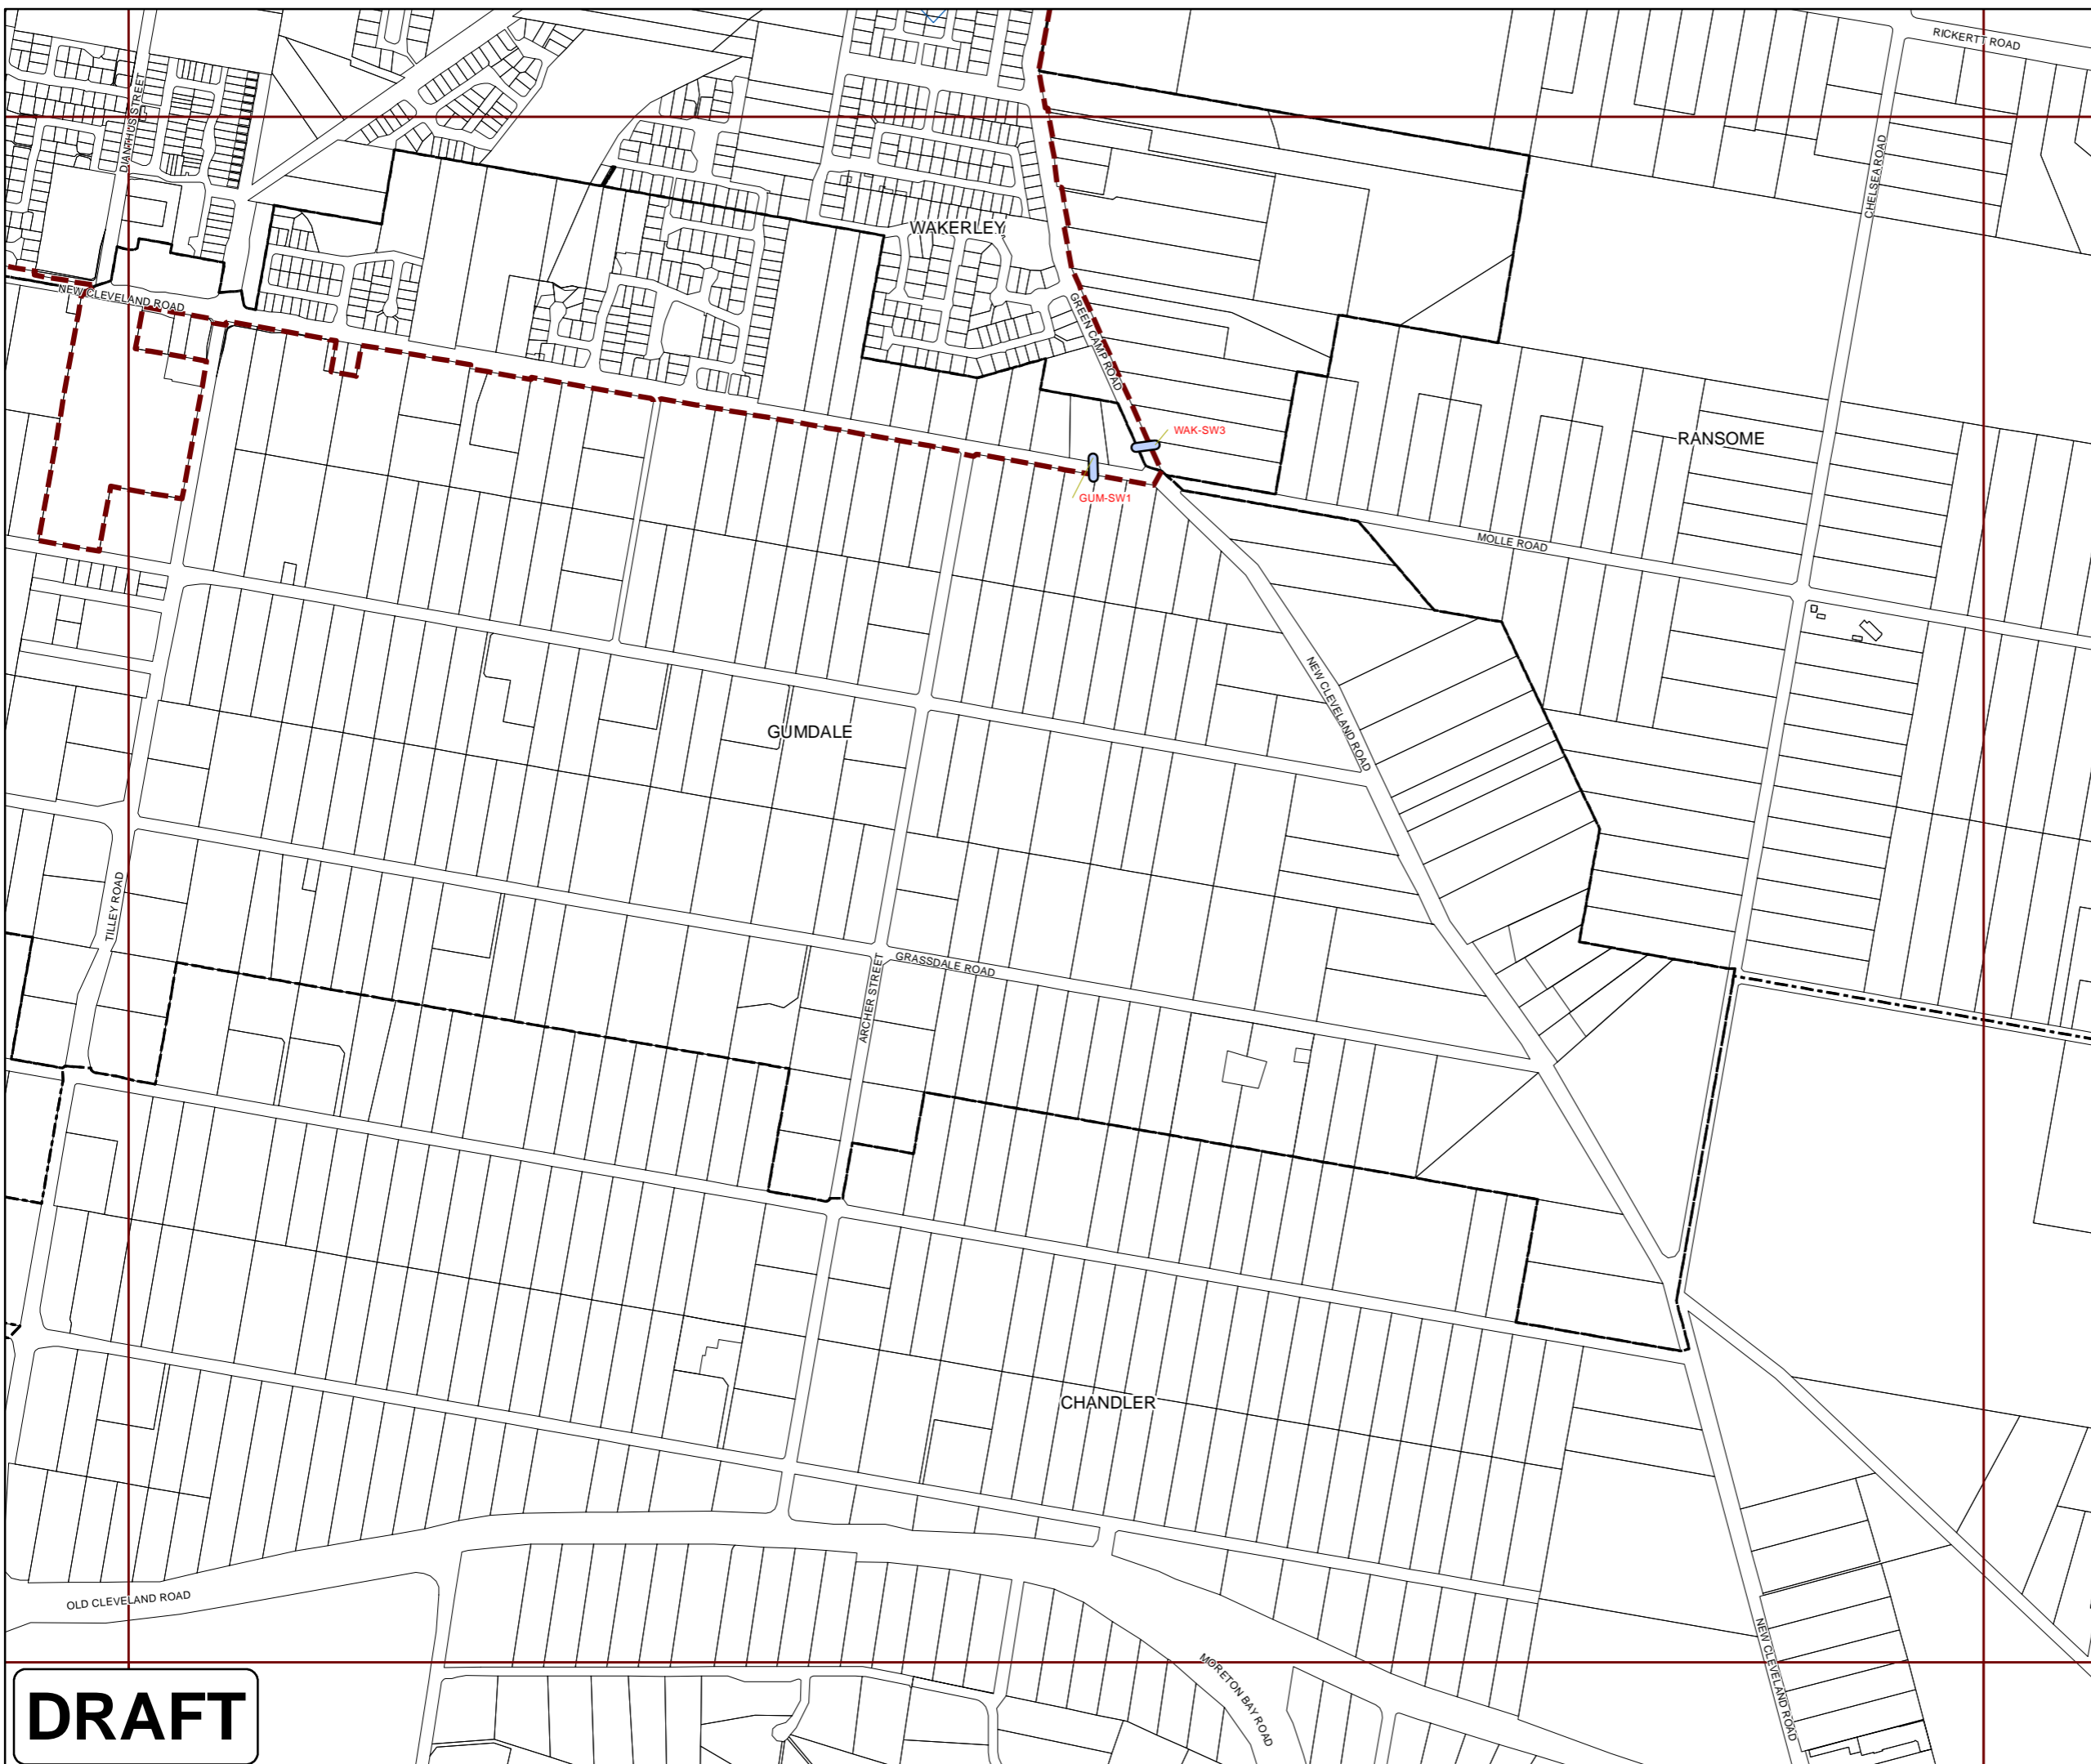 RICKERTT ROAD
DIANTHUS STREET
CHELSEA ROAD
WAKERLEY
NEW CLEVELAND ROAD
GREEN CAMP ROAD
WAK-SW3
RANSOME
GUM-SW1
MOLLE ROAD
NEW CLEVELAND ROAD
GUMDALE
TILLEY ROAD
GRASSDALE ROAD
ARCHER STREET
CHANDLER
OLD CLEVELAND ROAD
NEW CLEVELAND ROAD
MORETON BAY ROAD
DRAFT